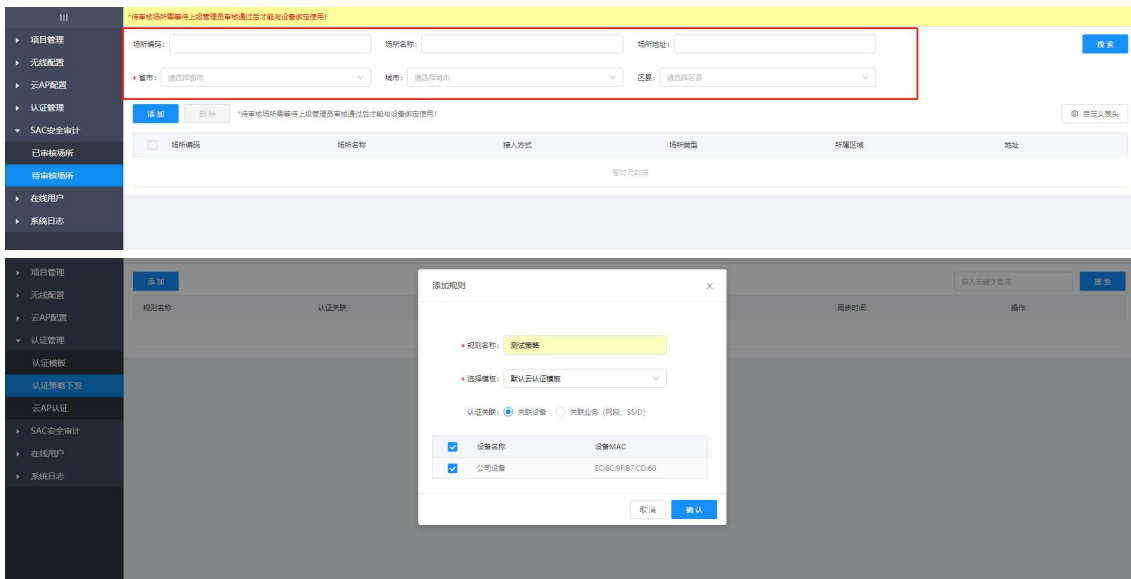 *待审核场所需等待上级管理员审核通过后才能与设备绑定使用!
项目管理
无线配置
云AP配置
认证管理
SAC安全审计
已审核场所
待审核场所
在线用户
系统日志
场所编码: 场所名称: 场所地址: 搜 索
* 省市: 请选择省市 城市: 请选择城市 区县: 请选择区县
添 加 删 除 *待审核场所需等待上级管理员审核通过后才能与设备绑定使用! 自定义表头
场所编码 场所名称 接入方式 场所类型 所属区域 地址
暂时无数据
项目管理
无线配置
云AP配置
认证管理
认证模板
认证策略下发
云AP认证
SAC安全审计
在线用户
系统日志
添 加 输入关键字查询 搜 索
规则名称 认证关联 同步时间 操作
添加规则 X
* 规则名称: 测试策略
* 选择模板: 默认云认证模板
认证关联: 关联设备 关联业务（网段、SSID）
设备名称 设备MAC
公司设备 EC:6C:9F:B7:CD:60
取 消 确 认